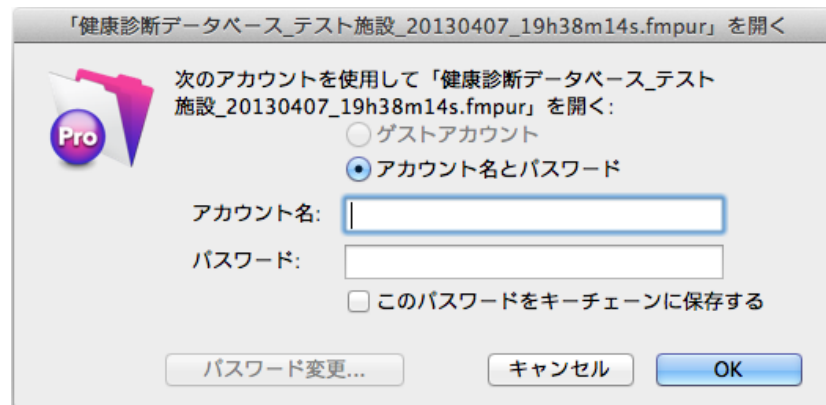 「健康診断データベース_テスト施設_20130407_19h38m14s.fmpur」を開く
次のアカウントを使用して「健康診断データベース_テスト
施設_20130407_19h38m14s.fmpur」を開く:
Pro
ゲストアカウント
アカウント名とパスワード
アカウント名:
パスワード:
このパスワードをキーチェーンに保存する
パスワード変更...
キャンセル
OK